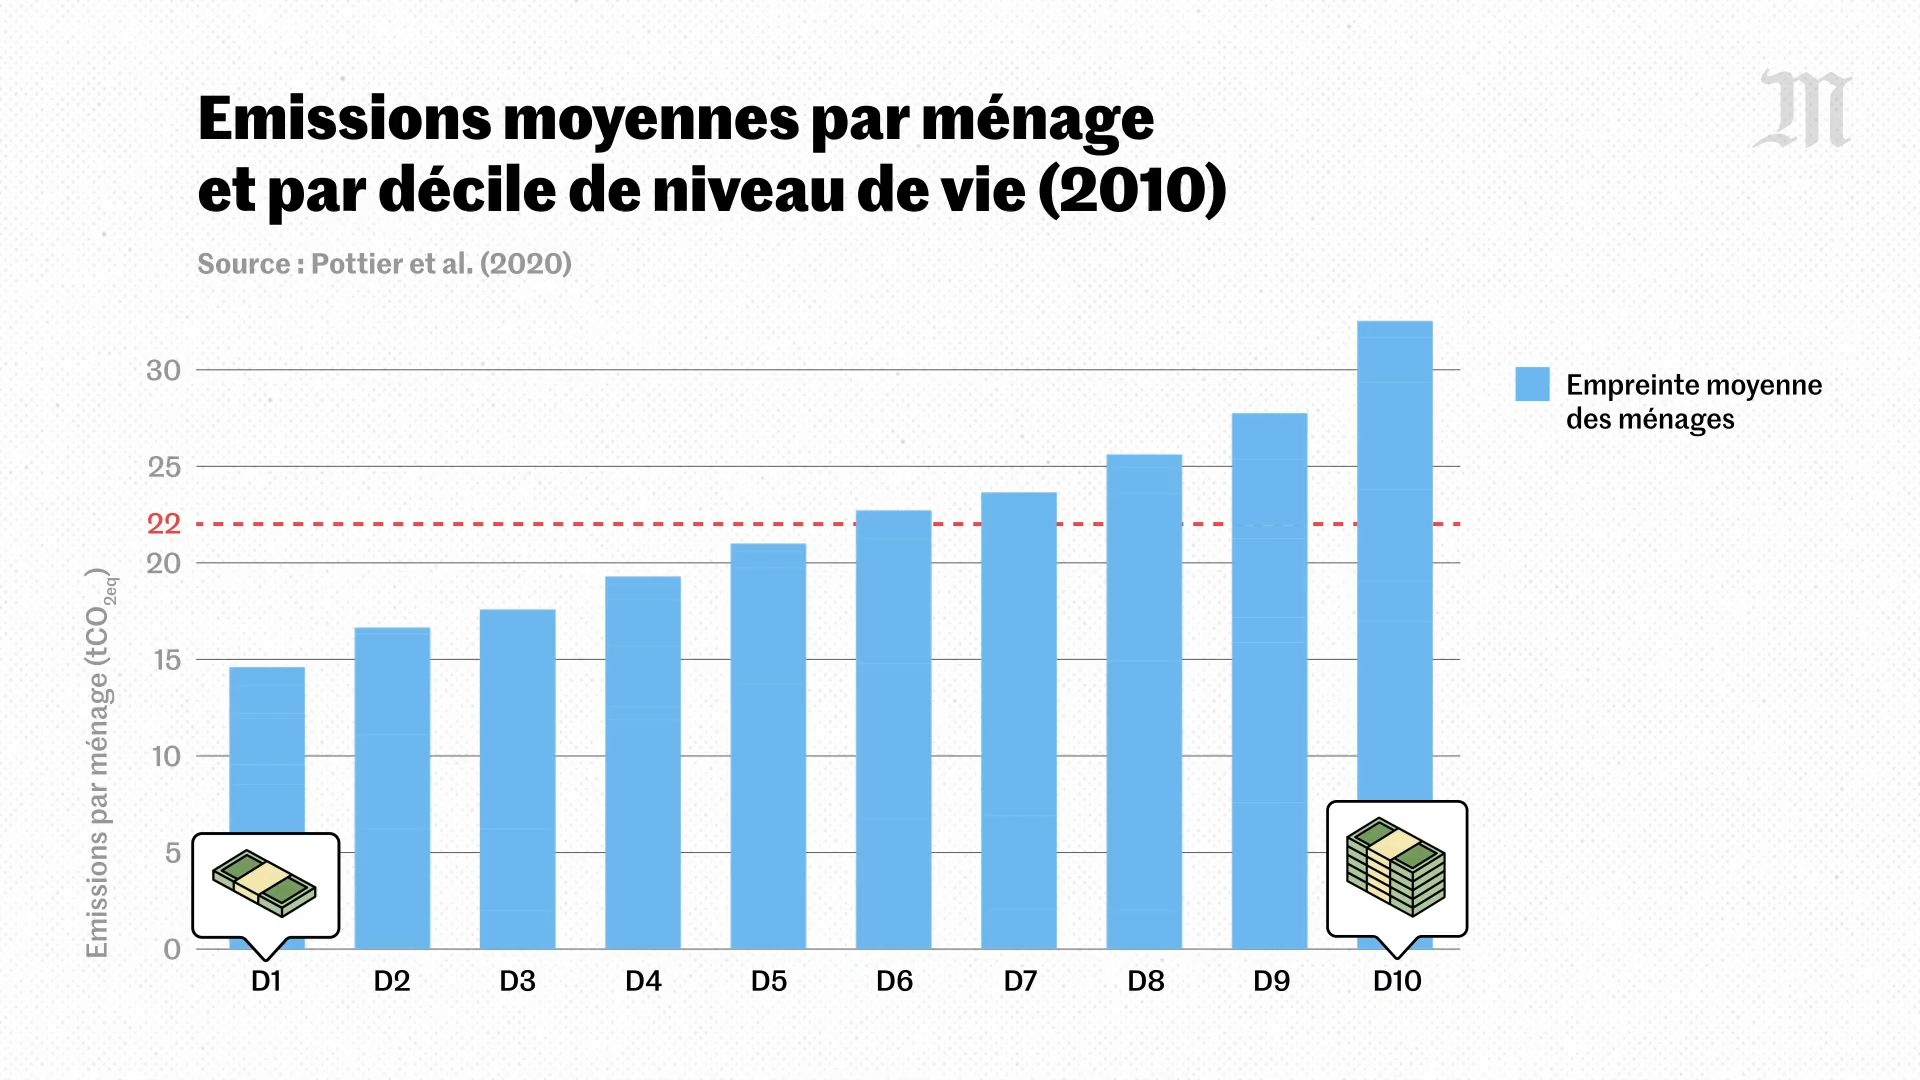 Emissions moyennes par ménage
et par décile de niveau de vie (2010)
Source : Pottier et al. (2020)
M
Emissions par ménage (tCO2eq)
30
25
22
20
15
10
5
0
D1 D2 D3 D4 D5 D6 D7 D8 D9 D10
Empreinte moyenne
des ménages